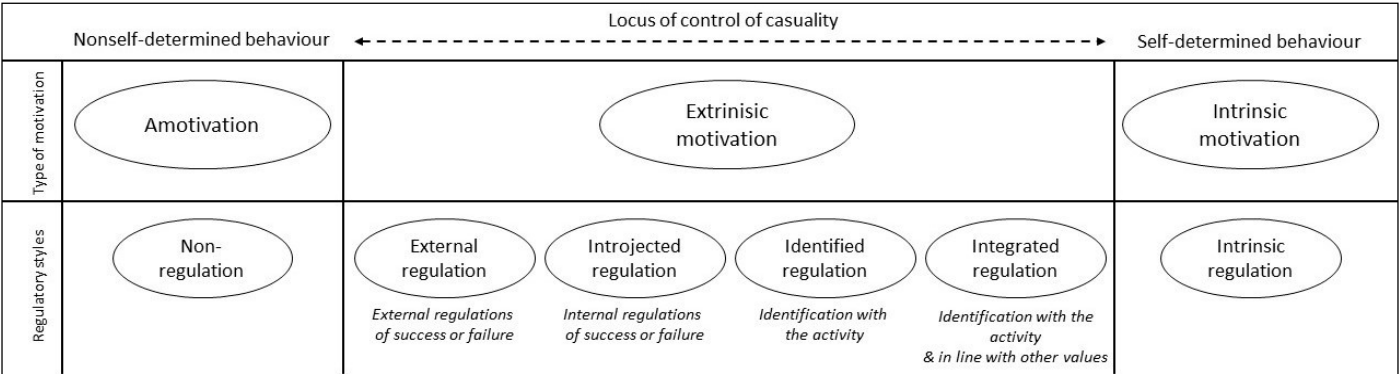 Locus of control of casuality
Nonself-determined behaviour
Self-determined behaviour
Type of motivation
Amotivation
Extrinisic
motivation
Intrinsic
motivation
Regulatory styles
Non-
regulation
External
regulation
External regulations
of success or failure
Introjected
regulation
Internal regulations
of success or failure
Identified
regulation
Identification with
the activity
Integrated
regulation
Identification with the
activity
& in line with other values
Intrinsic
regulation